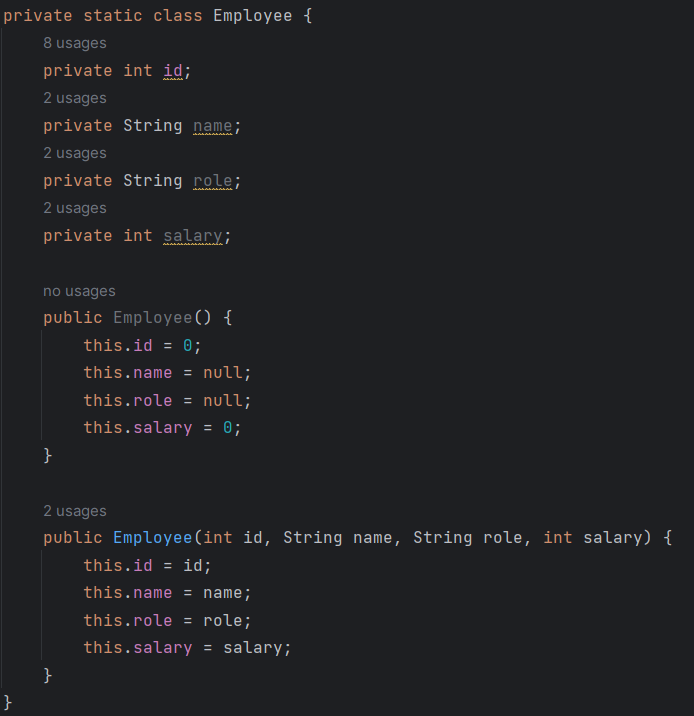 private static class Employee {
8 usages
private int id;
2 usages
private String name;
2 usages
private String role;
2 usages
private int salary;
no usages
public Employee() {
this.id = 0;
this.name = null;
this.role = null;
this.salary = 0;
}
2 usages
public Employee(int id, String name, String role, int salary) {
this.id = id;
this.name = name;
this.role = role;
this.salary = salary;
}
}